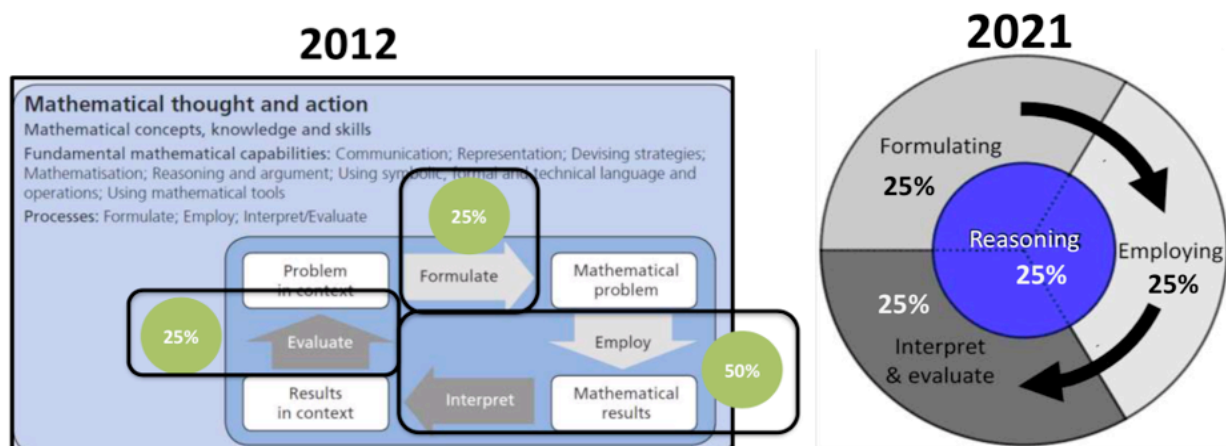 2012
Mathematical thought and action
Mathematical concepts, knowledge and skills
Fundamental mathematical capabilities: Communication; Representation; Devising strategies;
Mathematisation; Reasoning and argument; Using symbolic, formal and technical language and
operations; Using mathematical tools
Processes: Formulate; Employ; Interpret/Evaluate
25%
Problem
in context
Formulate
Mathematical
problem
25%
Evaluate
Employ
50%
Results
in context
Interpret
Mathematical
results
2021
Formulating
25%
Reasoning
25%
Employing
25%
25%
Interpret
& evaluate